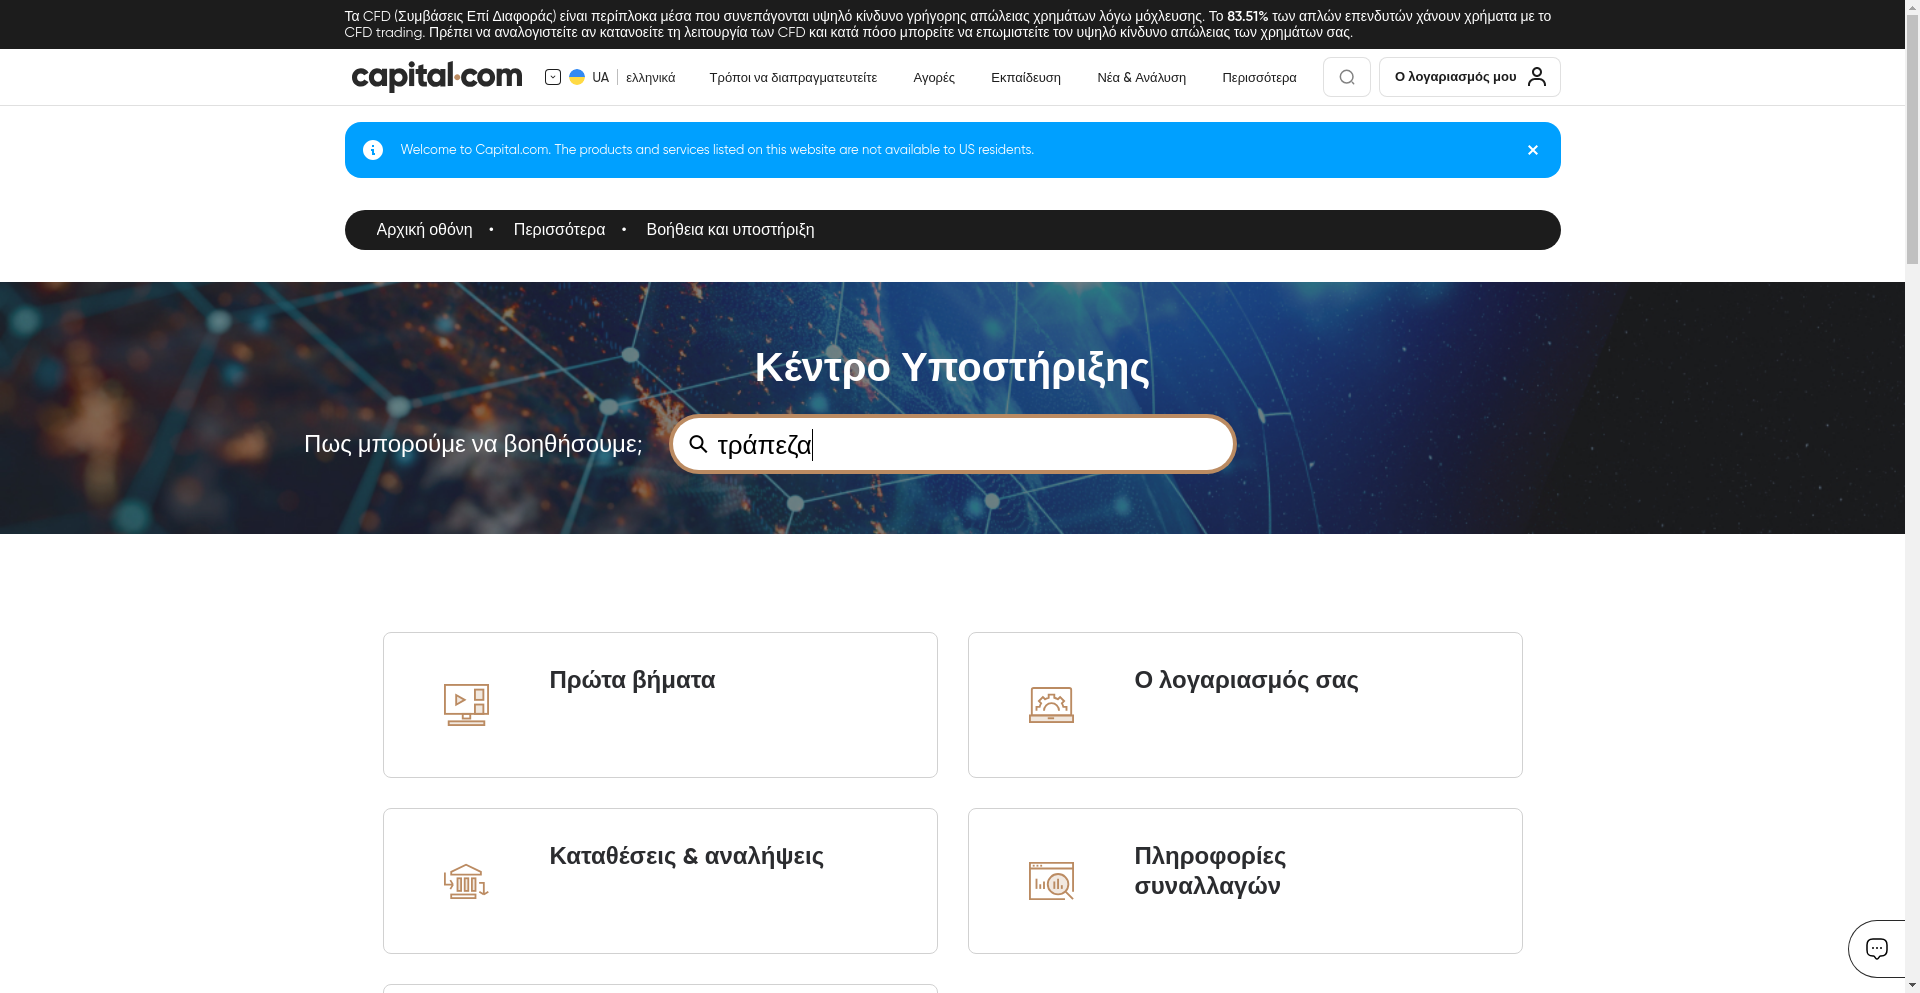 Τα CFD (Συμβάσεις Επί Διαφοράς) είναι περίπλοκα μέσα που συνεπάγονται υψηλό κίνδυνο γρήγορης απώλειας χρημάτων λόγω μόχλευσης. Το 83.51% των απλών επενδυτών χάνουν χρήματα με το
CFD trading. Πρέπει να αναλογιστείτε αν κατανοείτε τη λειτουργία των CFD και κατά πόσο μπορείτε να επωμιστείτε τον υψηλό κίνδυνο απώλειας των χρημάτων σας.
capital.com UA ελληνικά Τρόποι να διαπραγματευτείτε Αγορές Εκπαίδευση Νέα & Ανάλυση Περισσότερα Ο λογαριασμός μου
Welcome to Capital.com. The products and services listed on this website are not available to US residents.
Αρχική οθόνη • Περισσότερα • Βοήθεια και υποστήριξη
Κέντρο Υποστήριξης
Πως μπορούμε να βοηθήσουμε; τράπεζα
Πρώτα βήματα
Ο λογαριασμός σας
Καταθέσεις & αναλήψεις
Πληροφορίες
συναλλαγών